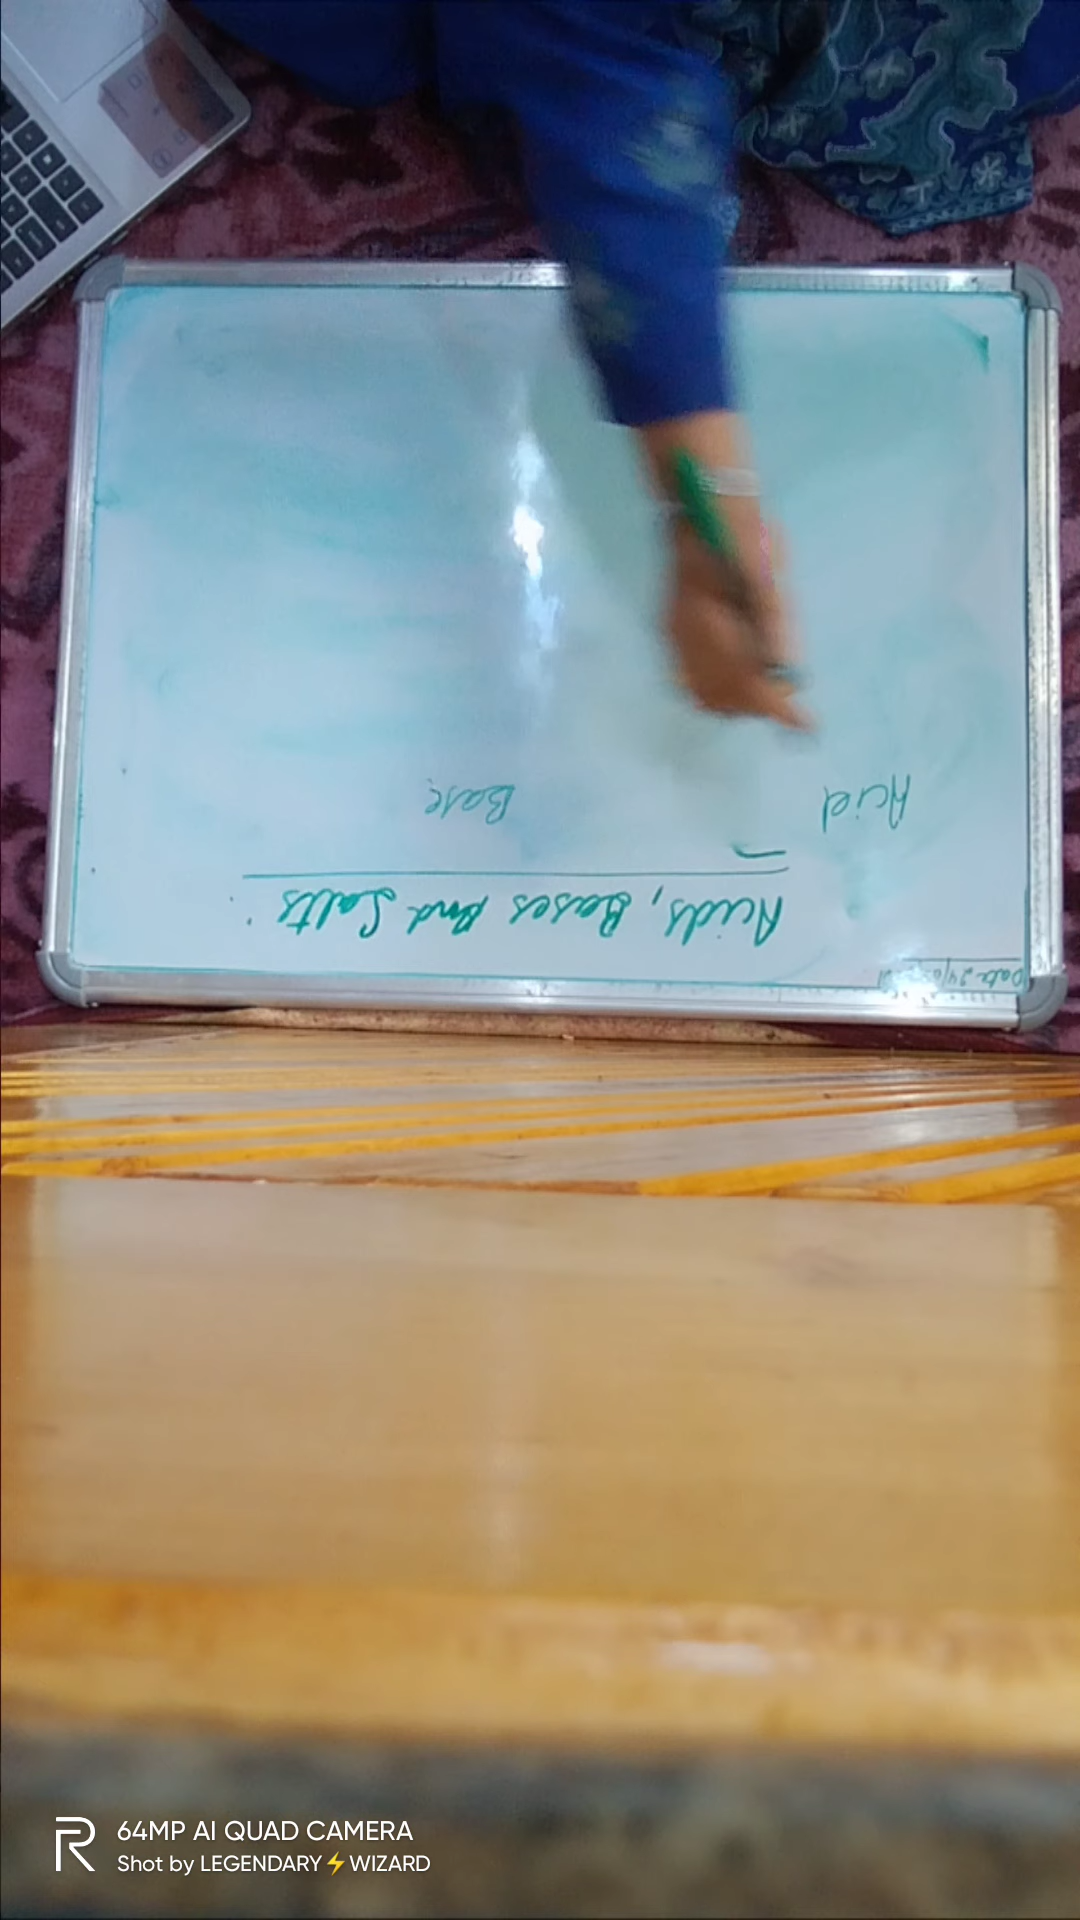 Acids, Bases And Salts
Acid Base
64MP AI QUAD CAMERA
Shot by LEGENDARY⚡WIZARD